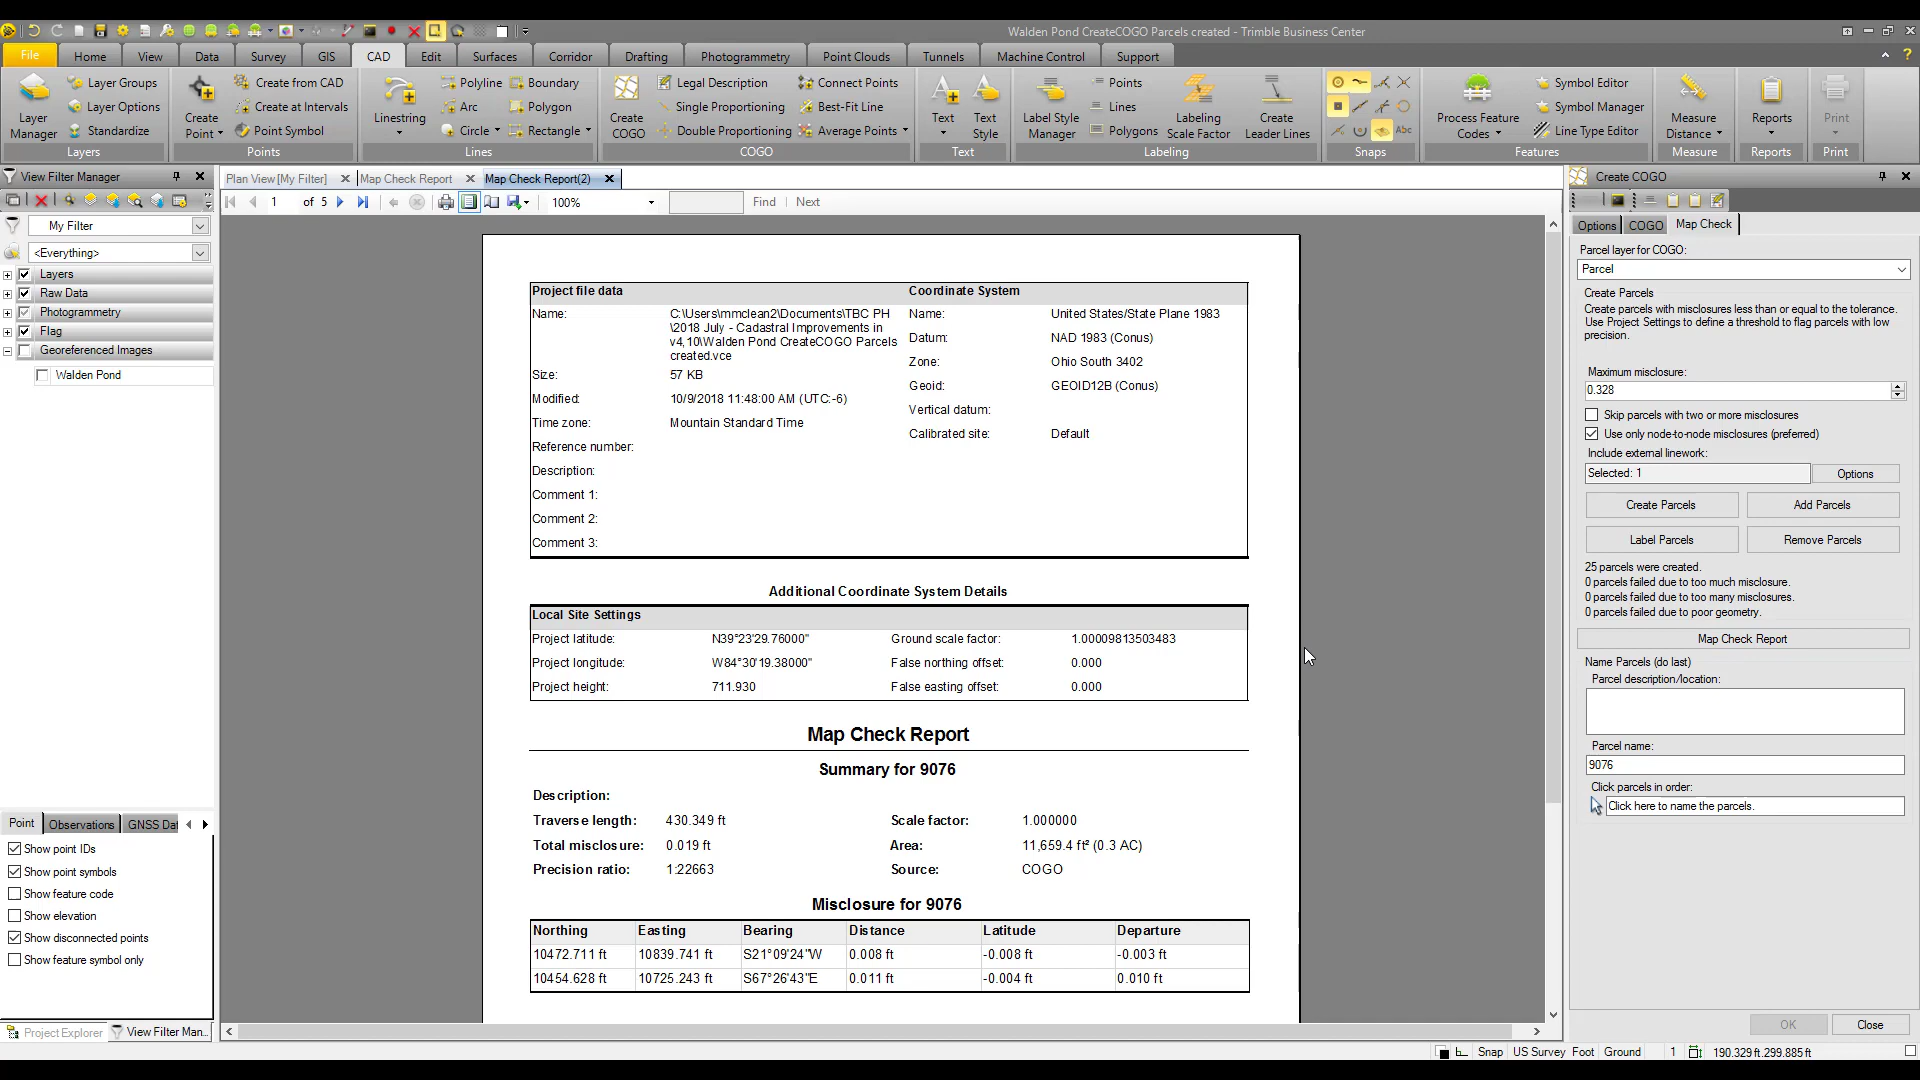 Walden Pond CreateCOGO Parcels created - Trimble Business Center
File Home View Data Survey GIS CAD Edit Surfaces Corridor Drafting Photogrammetry Point Clouds Tunnels Machine Control Support
Layer Manager
Layer Groups
Layer Options
Standardize
Layers
Create Point
Create from CAD
Create at Intervals
Point Symbol
Points
Linestring
Polyline
Arc
Circle
Boundary
Polygon
Rectangle
Lines
Create COGO
Legal Description
Single Proportioning
Double Proportioning
Connect Points
Best-Fit Line
Average Points
COGO
Text
Text Style
Text
Label Style Manager
Points
Lines
Polygons
Labeling Scale Factor
Create Leader Lines
Labeling
Abc
Snaps
Process Feature Codes
Symbol Editor
Symbol Manager
Line Type Editor
Features
Measure Distance
Measure
Reports
Reports
Print
Print
View Filter Manager
My Filter
<Everything>
Layers
Raw Data
Photogrammetry
Flag
Georeferenced Images
Walden Pond
Point Observations GNSS Dat
Show point IDs
Show point symbols
Show feature code
Show elevation
Show disconnected points
Show feature symbol only
Project Explorer View Filter Man...
Plan View [My Filter] Map Check Report Map Check Report(2)
1 of 5 100% Find Next
Project file data Coordinate System
Name: C:\Users\mmclean2\Documents\TBC PH
\2018 July - Cadastral Improvements in
v4,10\Walden Pond CreateCOGO Parcels
created.vce
Size: 57 KB
Modified: 10/9/2018 11:48:00 AM (UTC:-6)
Time zone: Mountain Standard Time
Reference number:
Description:
Comment 1:
Comment 2:
Comment 3:
Name: United States/State Plane 1983
Datum: NAD 1983 (Conus)
Zone: Ohio South 3402
Geoid: GEOID12B (Conus)
Vertical datum:
Calibrated site: Default
Additional Coordinate System Details
Local Site Settings
Project latitude: N39°23'29.76000" Ground scale factor: 1.00009813503483
Project longitude: W84°30'19.38000" False northing offset: 0.000
Project height: 711.930 False easting offset: 0.000
Map Check Report
Summary for 9076
Description:
Traverse length: 430.349 ft Scale factor: 1.000000
Total misclosure: 0.019 ft Area: 11,659.4 ft² (0.3 AC)
Precision ratio: 1:22663 Source: COGO
Misclosure for 9076
Northing Easting Bearing Distance Latitude Departure
10472.711 ft 10839.741 ft S21°09'24"W 0.008 ft -0.008 ft -0.003 ft
10454.628 ft 10725.243 ft S67°26'43"E 0.011 ft -0.004 ft 0.010 ft
Create COGO
Options COGO Map Check
Parcel layer for COGO:
Parcel
Create Parcels
Create parcels with misclosures less than or equal to the tolerance.
Use Project Settings to define a threshold to flag parcels with low
precision.
Maximum misclosure:
0.328
Skip parcels with two or more misclosures
Use only node-to-node misclosures (preferred)
Include external linework:
Selected: 1 Options
Create Parcels Add Parcels
Label Parcels Remove Parcels
25 parcels were created.
0 parcels failed due to too much misclosure.
0 parcels failed due to too many misclosures.
0 parcels failed due to poor geometry.
Map Check Report
Name Parcels (do last)
Parcel description/location:
Parcel name:
9076
Click parcels in order:
Click here to name the parcels.
OK Close
Snap US Survey Foot Ground 1 190.329 ft,299.885 ft